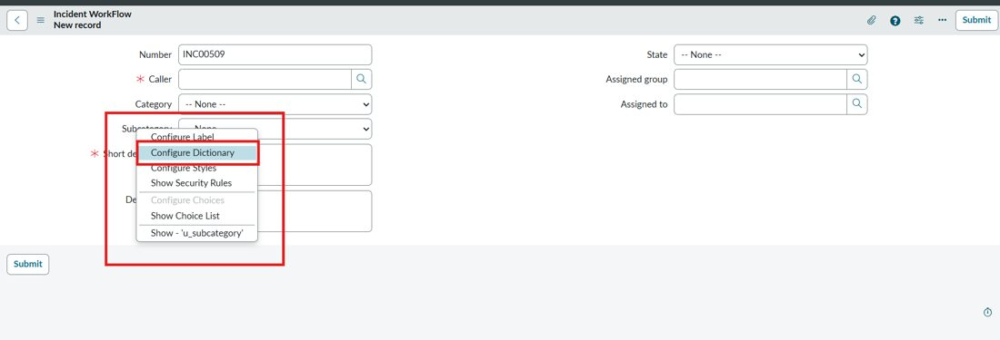 Incident WorkFlow
New record
Submit
Number INC00509
State -- None --
Caller
Assigned group
Category -- None --
Assigned to
Subcategory -- None --
Short de
De
Configure Label
Configure Dictionary
Configure Styles
Show Security Rules
Configure Choices
Show Choice List
Show - 'u_subcategory'
Submit